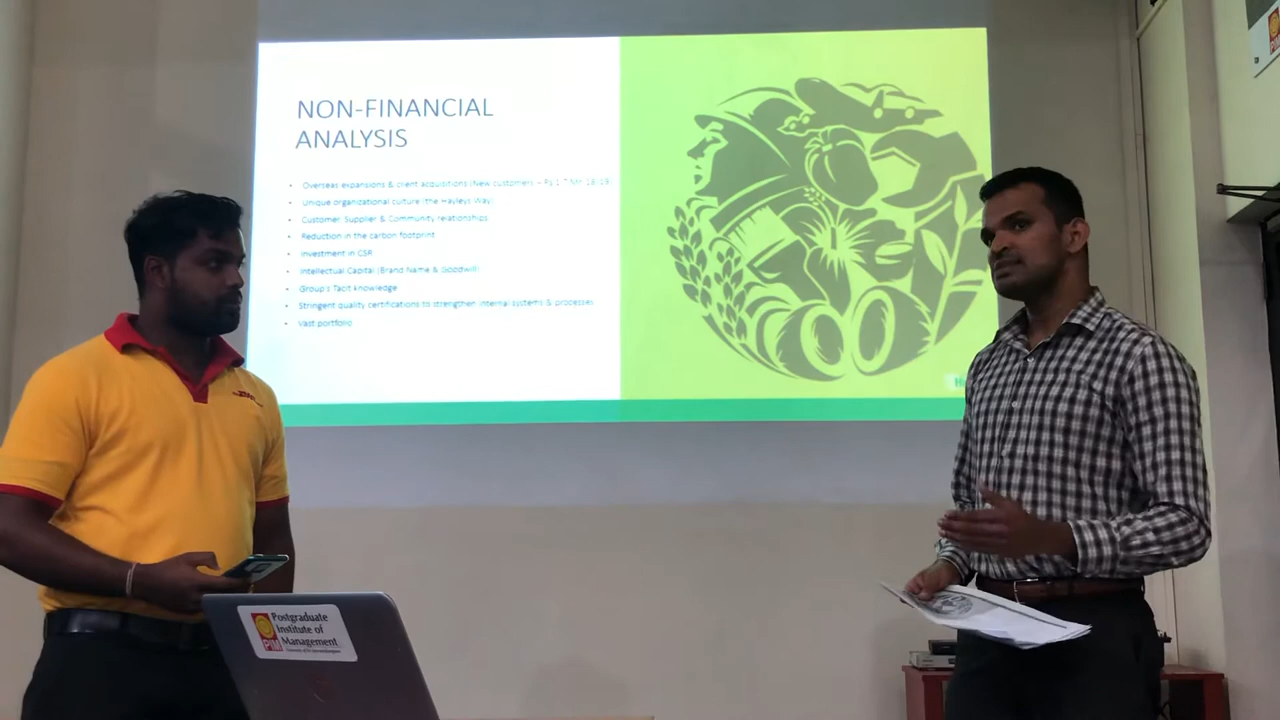 NON-FINANCIAL
ANALYSIS
Overseas expansions & client acquisitions (New customers –
Unique organizational culture (the Hayleys Way)
Customer, Supplier & Community relationships
Reduction in the carbon footprint
Investment in CSR
Intellectual Capital (Brand Name & Goodwill)
Group's Tacit knowledge
Stringent quality certifications to strengthen internal systems & processes
Vast portfolio
Postgraduate
Institute of
Management
PIM